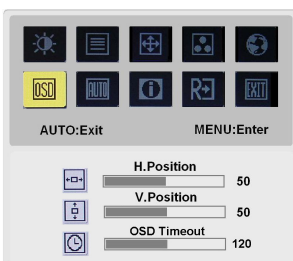 OSD AUTO i R EXIT
AUTO:Exit MENU:Enter
H.Position
50
V.Position
50
OSD Timeout
120